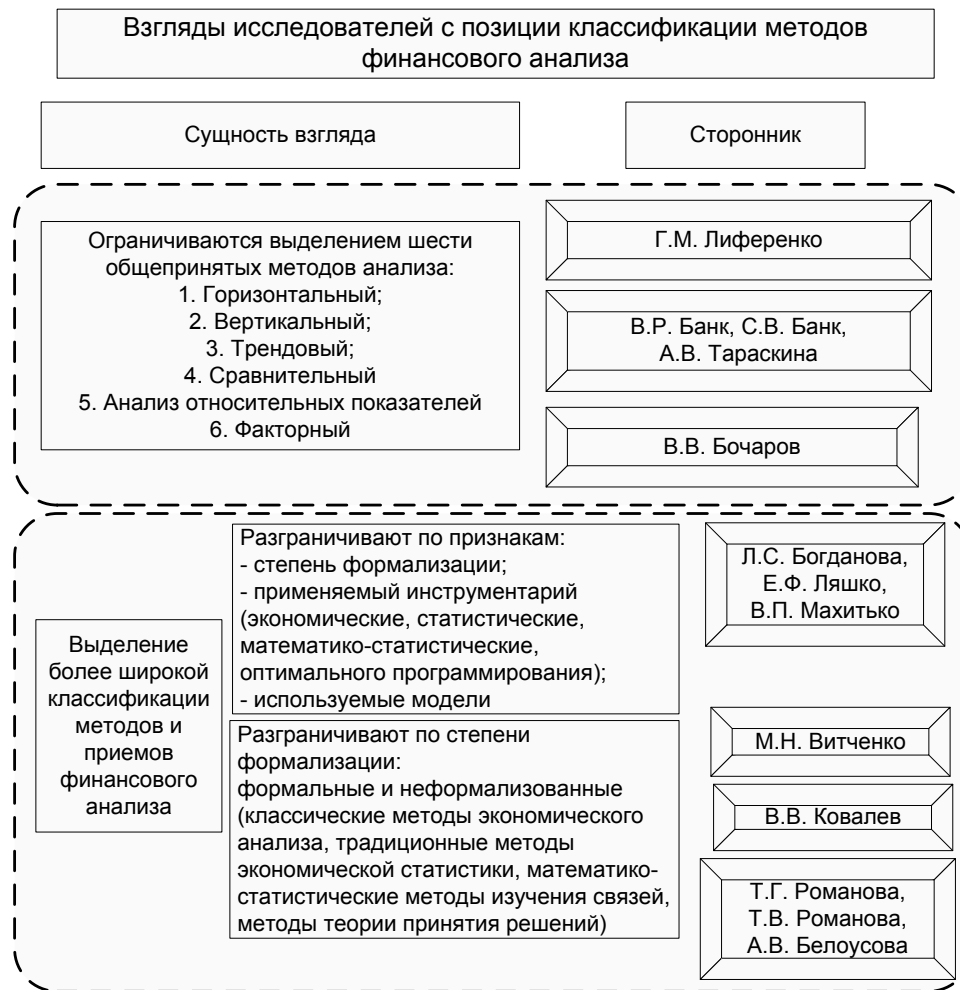 Взгляды исследователей с позиции классификации методов
финансового анализа
Сущность взгляда
Сторонник
Ограничиваются выделением шести
общепринятых методов анализа:
1. Горизонтальный;
2. Вертикальный;
3. Трендовый;
4. Сравнительный
5. Анализ относительных показателей
6. Факторный
Г.М. Лиференко
В.Р. Банк, С.В. Банк,
А.В. Тараскина
В.В. Бочаров
Выделение
более широкой
классификации
методов и
приемов
финансового
анализа
Разграничивают по признакам:
- степень формализации;
- применяемый инструментарий
(экономические, статистические,
математико-статистические,
оптимального программирования);
- используемые модели
Разграничивают по степени
формализации:
формальные и неформализованные
(классические методы экономического
анализа, традиционные методы
экономической статистики, математико-
статистические методы изучения связей,
методы теории принятия решений)
Л.С. Богданова,
Е.Ф. Ляшко,
В.П. Махитько
М.Н. Витченко
В.В. Ковалев
Т.Г. Романова,
Т.В. Романова,
А.В. Белоусова